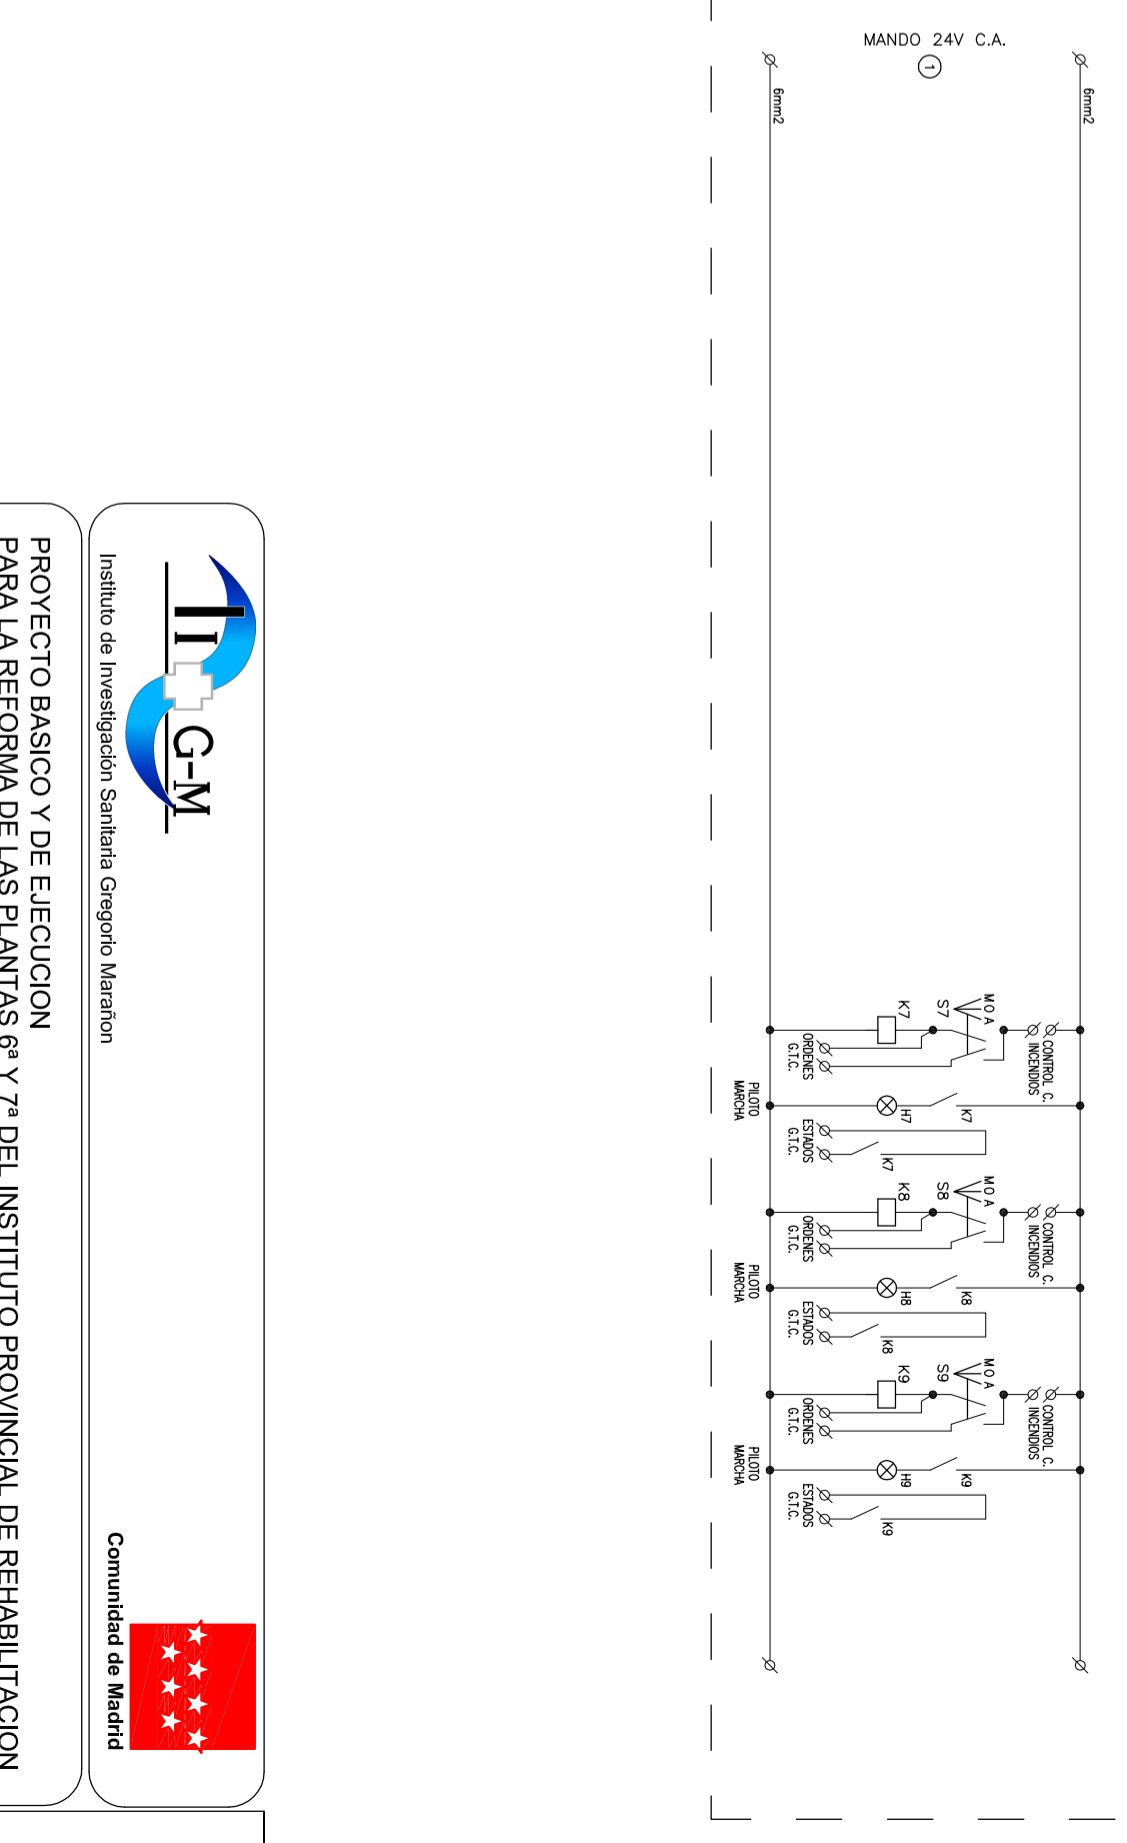 MANDO 24V C.A.
1
6mm2
6mm2
CONTROL C.
INCENDIOS
M O A
S7
K7
ORDENES
G.T.C.
K7
H7
PILOTO
MARCHA
K7
ESTADOS
G.T.C.
CONTROL C.
INCENDIOS
M O A
S8
K8
ORDENES
G.T.C.
K8
H8
PILOTO
MARCHA
K8
ESTADOS
G.T.C.
CONTROL C.
INCENDIOS
M O A
S9
K9
ORDENES
G.T.C.
K9
H9
PILOTO
MARCHA
K9
ESTADOS
G.T.C.
II G-M
Instituto de Investigación Sanitaria Gregorio Marañon
Comunidad de Madrid
PROYECTO BASICO Y DE EJECUCION
PARA LA REFORMA DE LAS PLANTAS 6ª Y 7ª DEL INSTITUTO PROVINCIAL DE REHABILITACION